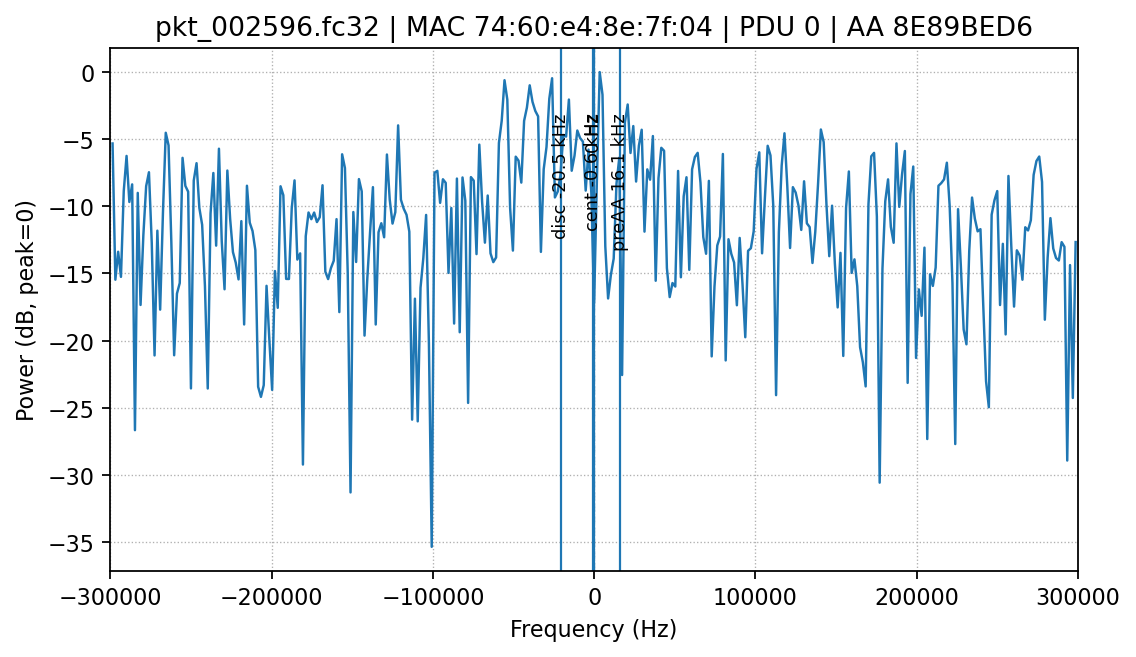 pkt_002596.fc32 | MAC 74:60:e4:8e:7f:04 | PDU 0 | AA 8E89BED6
0
−5
−10
−15
−20
−25
−30
−35
Power (dB, peak=0)
disc -20.5 kHz
cent -0.6 kHz
preAA 16.1 kHz
−300000
−200000
−100000
0
100000
200000
300000
Frequency (Hz)